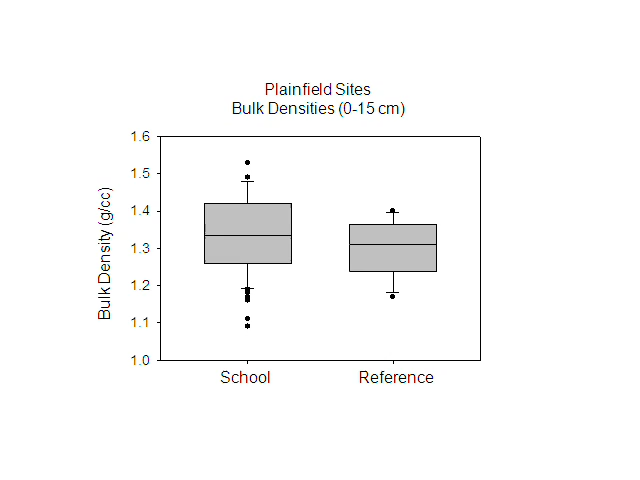 Plainfield Sites
Bulk Densities (0-15 cm)
Bulk Density (g/cc)
1.6
1.5
1.4
1.3
1.2
1.1
1.0
School
Reference